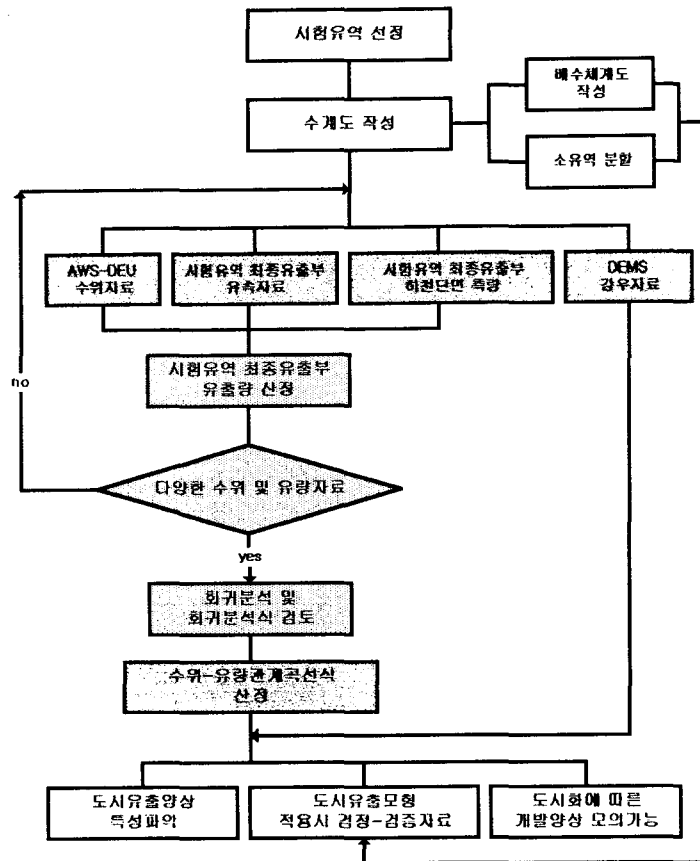 시험유역 선정
수계도 작성
배수체계도
작성
소유역 분할
AWS-DEU
수위자료
시험유역 최종유출부
유속자료
시험유역 최종유출부
하천단면 측량
DEMS
강우자료
시험유역 최종유출부
유출량 산정
no
다양한 수위 및 유량자료
yes
회귀분석 및
회귀분석식 검토
수위-유량관계곡선식
산정
도시유출양상
특성파악
도시유출모형
적용시 검정-검증자료
도시화에 따른
개발양상 모의가능